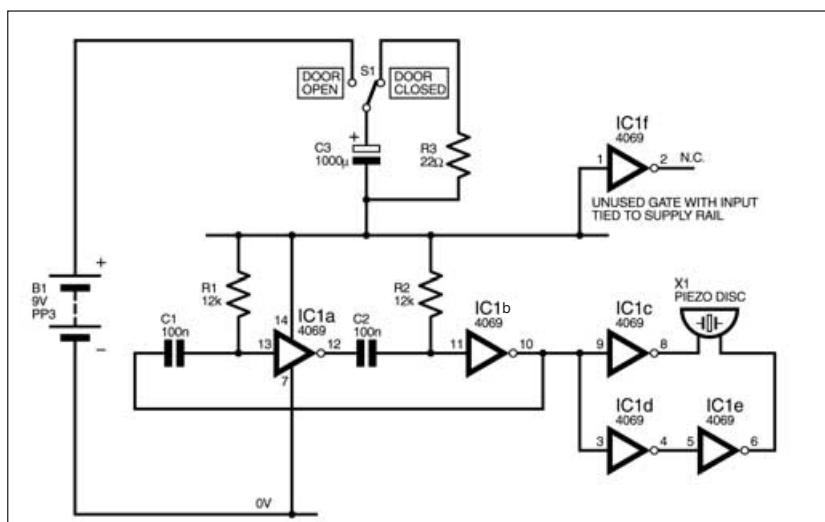 S1
DOOR
OPEN
DOOR
CLOSED
+
C3
1000μ
R3
22Ω
IC1f
4069
1
2
N.C.
UNUSED GATE WITH INPUT
TIED TO SUPPLY RAIL
B1
9V
PP3
+
−
R1
12k
R2
12k
X1
PIEZO DISC
C1
100n
14
IC1a
4069
13
12
7
C2
100n
IC1b
4069
11
10
IC1c
4069
9
8
IC1d
4069
3
4
IC1e
4069
5
6
0V